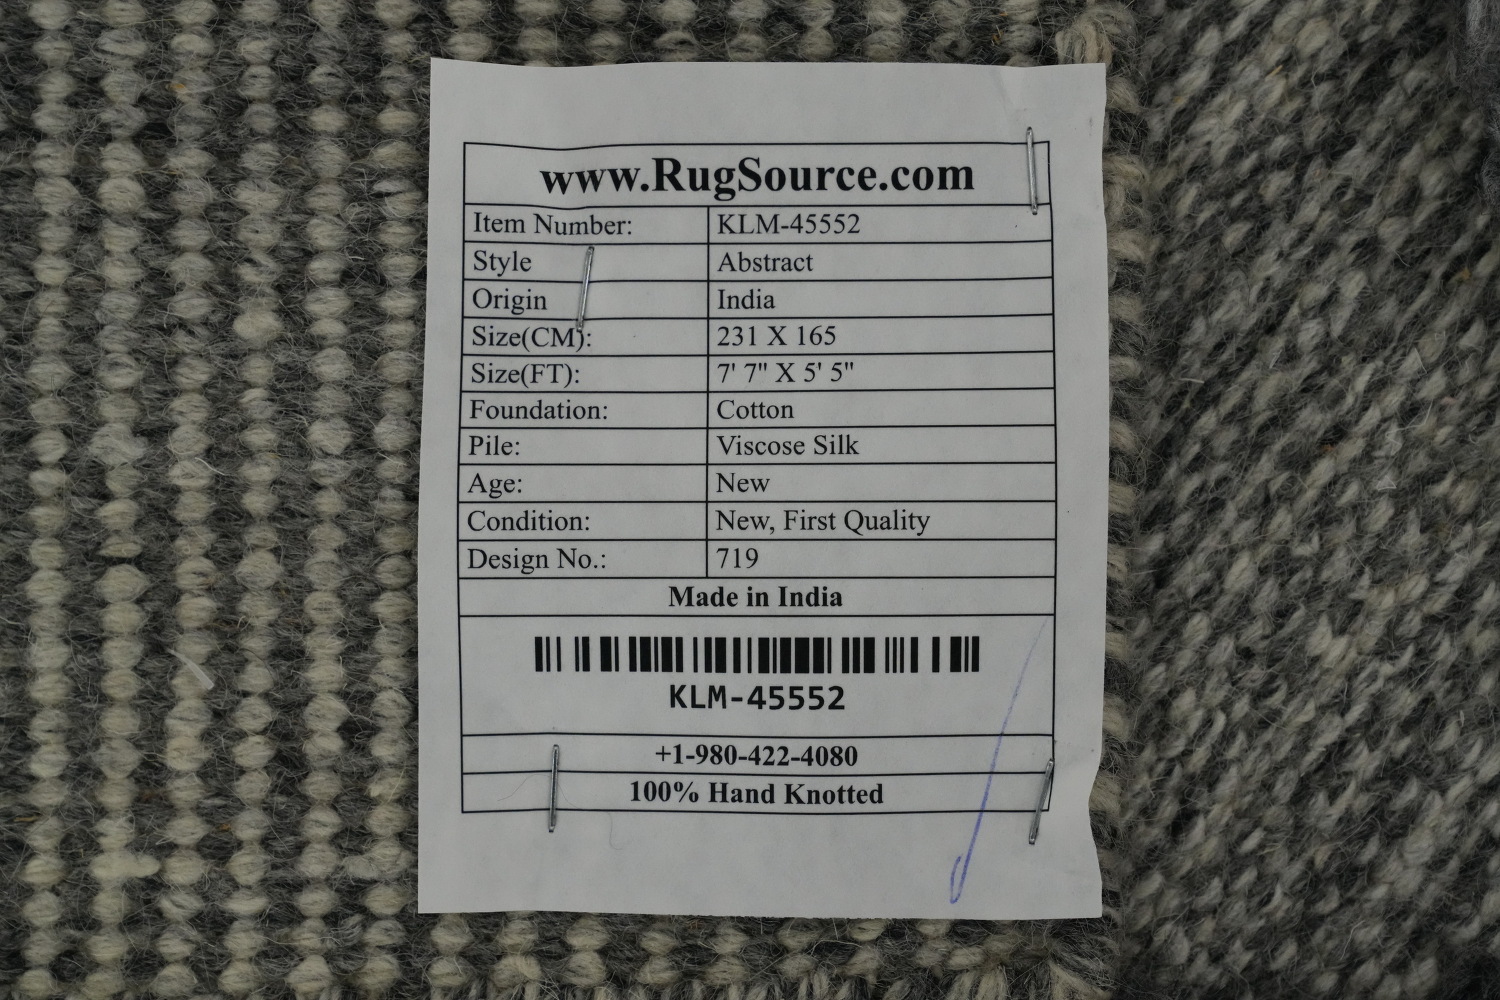 www.RugSource.com
Item Number: KLM-45552
Style Abstract
Origin India
Size(CM): 231 X 165
Size(FT): 7' 7" X 5' 5"
Foundation: Cotton
Pile: Viscose Silk
Age: New
Condition: New, First Quality
Design No.: 719
Made in India
KLM-45552
+1-980-422-4080
100% Hand Knotted